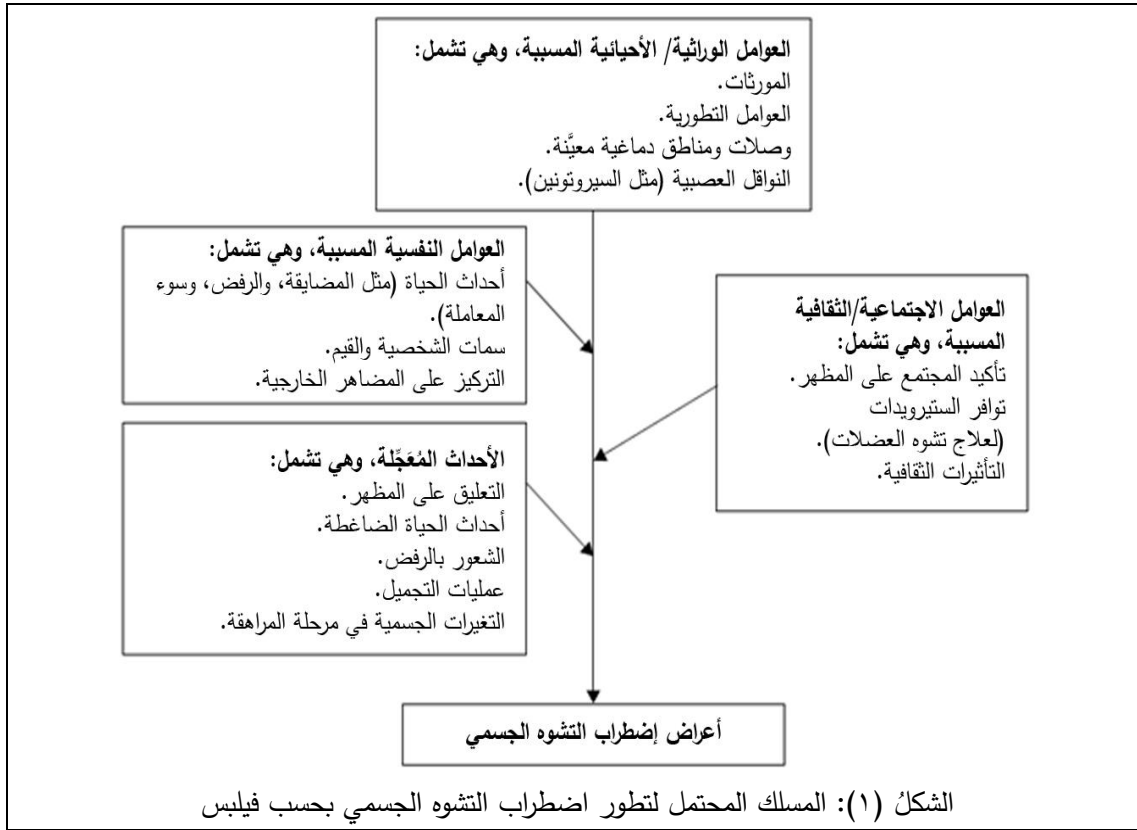 العوامل الوراثية/ الأحيائية المسببة، وهي تشمل:
المورثات.
العوامل التطورية.
وصلات ومناطق دماغية معيَّنة.
النواقل العصبية (مثل السيروتونين).
العوامل النفسية المسببة، وهي تشمل:
أحداث الحياة (مثل المضايقة، والرفض، وسوء
المعاملة).
سمات الشخصية والقيم.
التركيز على المضاهر الخارجية.
العوامل الاجتماعية/الثقافية
المسببة، وهي تشمل:
تأكيد المجتمع على المظهر.
توافر الستيرويدات
(لعلاج تشوه العضلات).
التأثيرات الثقافية.
الأحداث المُعَجِّلة، وهي تشمل:
التعليق على المظهر.
أحداث الحياة الضاغطة.
الشعور بالرفض.
عمليات التجميل.
التغيرات الجسمية في مرحلة المراهقة.
أعراض إضطراب التشوه الجسمي
الشكلُ (١): المسلك المحتمل لتطور اضطراب التشوه الجسمي بحسب فيلبس